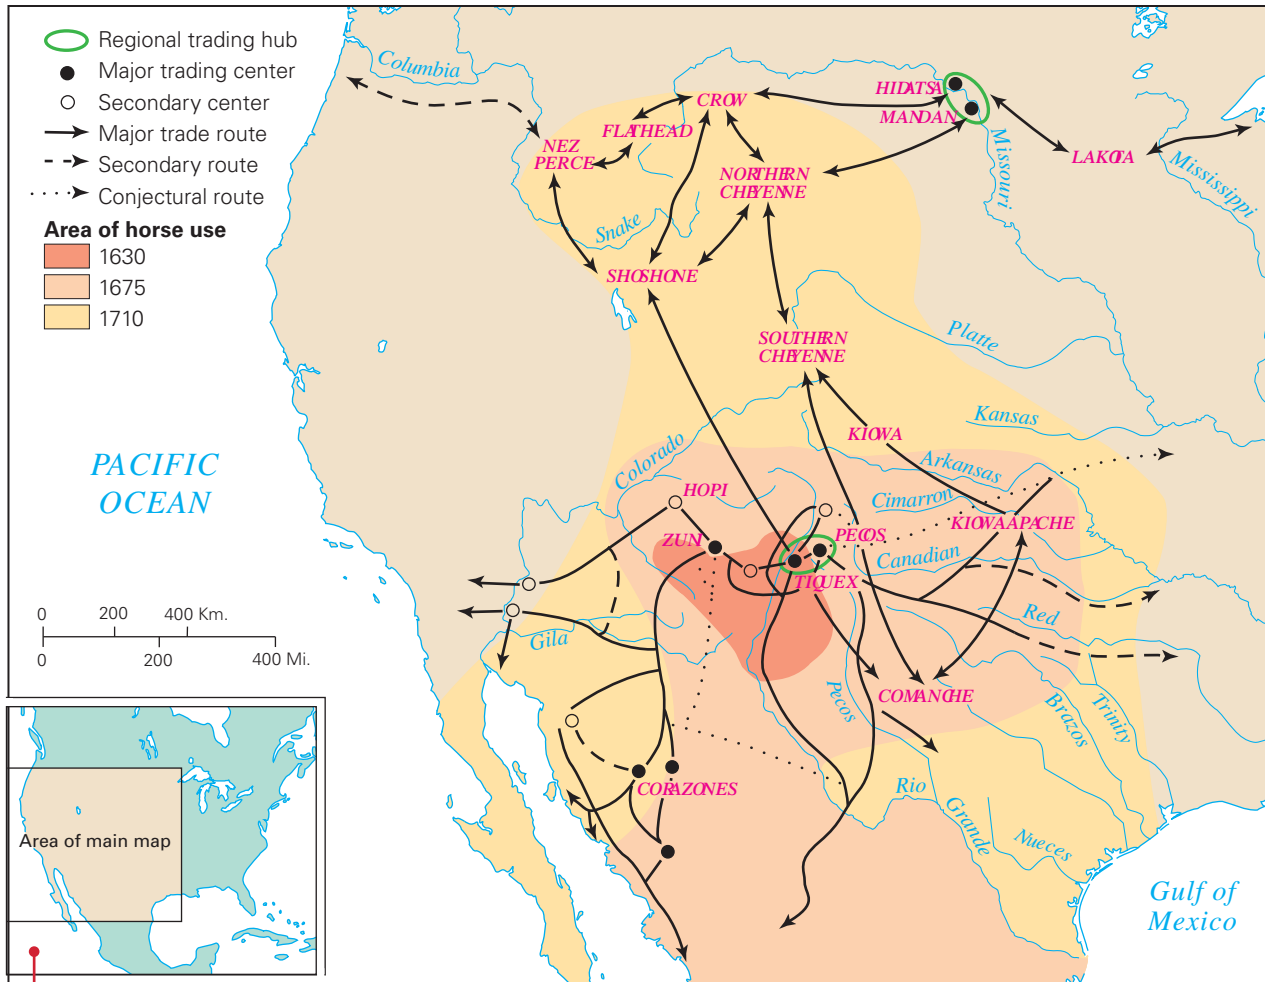 Regional trading hub
Major trading center
Secondary center
Major trade route
Secondary route
Conjectural route
Area of horse use
1630
1675
1710
Columbia
CROW
HIDATSA
MANDAN
FLATHEAD
NEZ
PERCE
LAKOTA
Missouri
Mississippi
NORTHERN
CHEYENNE
Snake
SHOSHONE
SOUTHERN
CHEYENNE
Platte
Kansas
KIOWA
PACIFIC
OCEAN
Colorado
Arkansas
HOPI
Cimarron
KIOWA APACHE
ZUNI
PECOS
Canadian
TIQUEX
Red
0 200 400 Km.
0 200 400 Mi.
Gila
Pecos
COMANCHE
Brazos
Trinity
CORAZONES
Rio
Grande
Nueces
Area of main map
Gulf of
Mexico